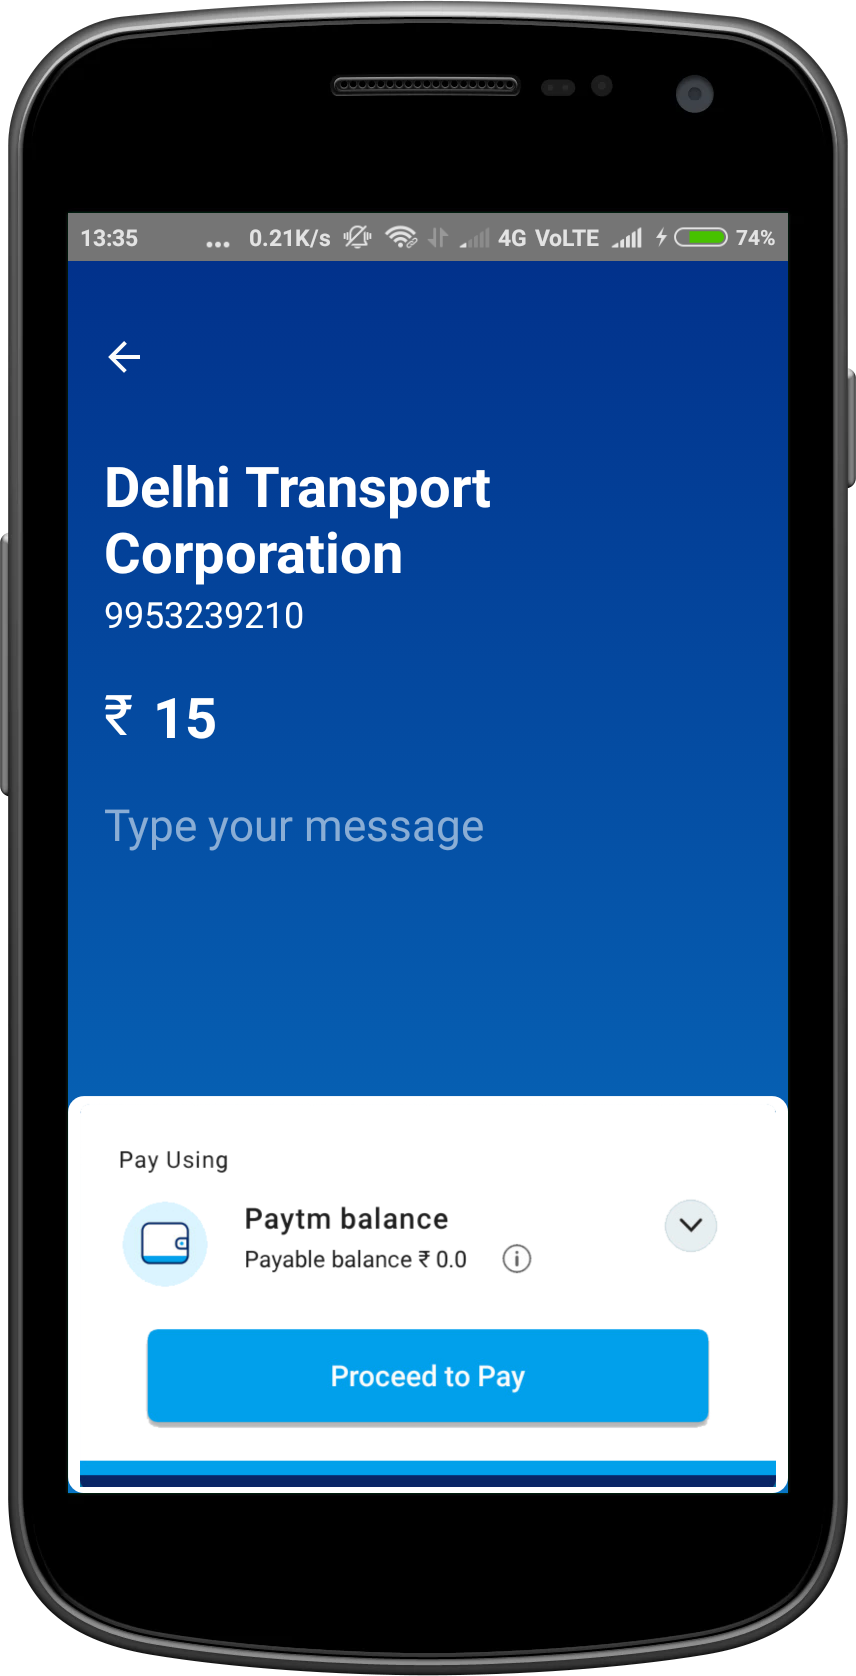 13:35 ... 0.21K/s 4G VoLTE 74%
Delhi Transport
Corporation
9953239210
₹ 15
Type your message
Pay Using
Paytm balance
Payable balance ₹ 0.0
Proceed to Pay